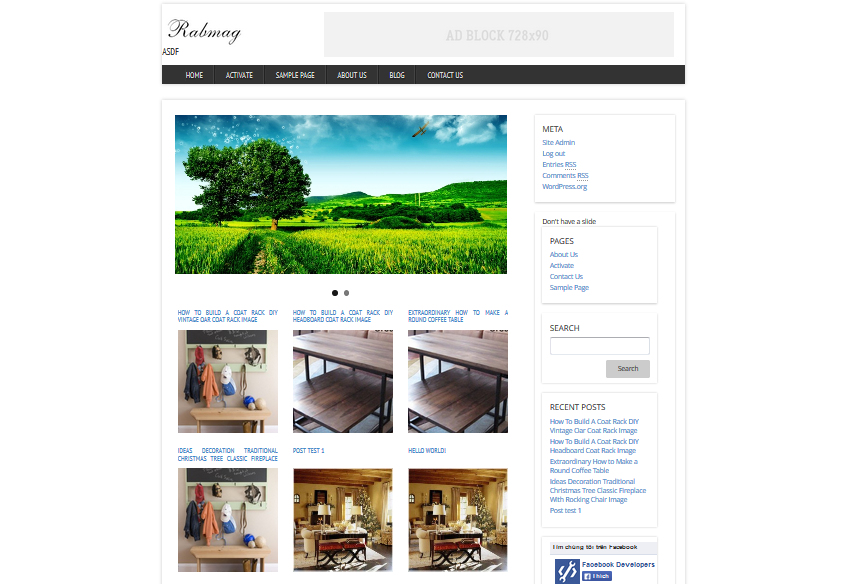 Rabmag
AD BLOCK 728x90
ASDF
HOME ACTIVATE SAMPLE PAGE ABOUT US BLOG CONTACT US
META
Site Admin
Log out
Entries RSS
Comments RSS
WordPress.org
Don't have a slide
PAGES
About Us
Activate
Contact Us
Sample Page
HOW TO BUILD A COAT RACK DIY
VINTAGE OAR COAT RACK IMAGE
HOW TO BUILD A COAT RACK DIY
HEADBOARD COAT RACK IMAGE
EXTRAORDINARY HOW TO MAKE A
ROUND COFFEE TABLE
IDEAS DECORATION TRADITIONAL
CHRISTMAS TREE CLASSIC FIREPLACE
POST TEST 1
HELLO WORLD!
SEARCH
Search
RECENT POSTS
How To Build A Coat Rack DIY
Vintage Oar Coat Rack Image
How To Build A Coat Rack DIY
Headboard Coat Rack Image
Extraordinary How to Make a
Round Coffee Table
Ideas Decoration Traditional
Christmas Tree Classic Fireplace
With Rocking Chair Image
Post test 1
Tìm chúng tôi trên Facebook
Facebook Developers
Thích